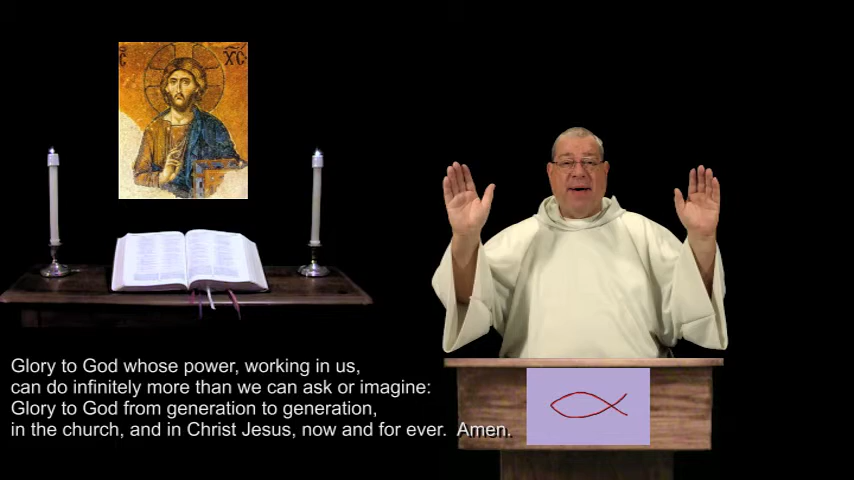 XC
Glory to God whose power, working in us,
can do infinitely more than we can ask or imagine:
Glory to God from generation to generation,
in the church, and in Christ Jesus, now and for ever.  Amen.